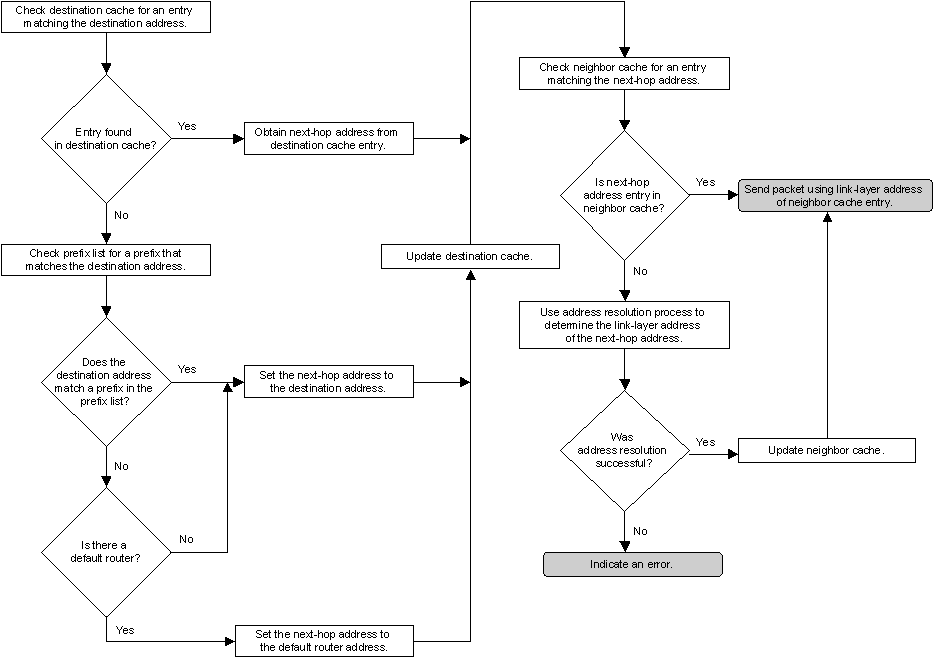 Check destination cache for an entry
matching the destination address.
Entry found
in destination cache?
Yes
Obtain next-hop address from
destination cache entry.
No
Check prefix list for a prefix that
matches the destination address.
Does the
destination address
match a prefix in the
prefix list?
Yes
Set the next-hop address to
the destination address.
No
Is there a
default router?
No
Yes
Set the next-hop address to
the default router address.
Update destination cache.
Check neighbor cache for an entry
matching the next-hop address.
Is next-hop
address entry in
neighbor cache?
Yes
Send packet using link-layer address
of neighbor cache entry.
No
Use address resolution process to
determine the link-layer address
of the next-hop address.
Was
address resolution
successful?
Yes
Update neighbor cache.
No
Indicate an error.